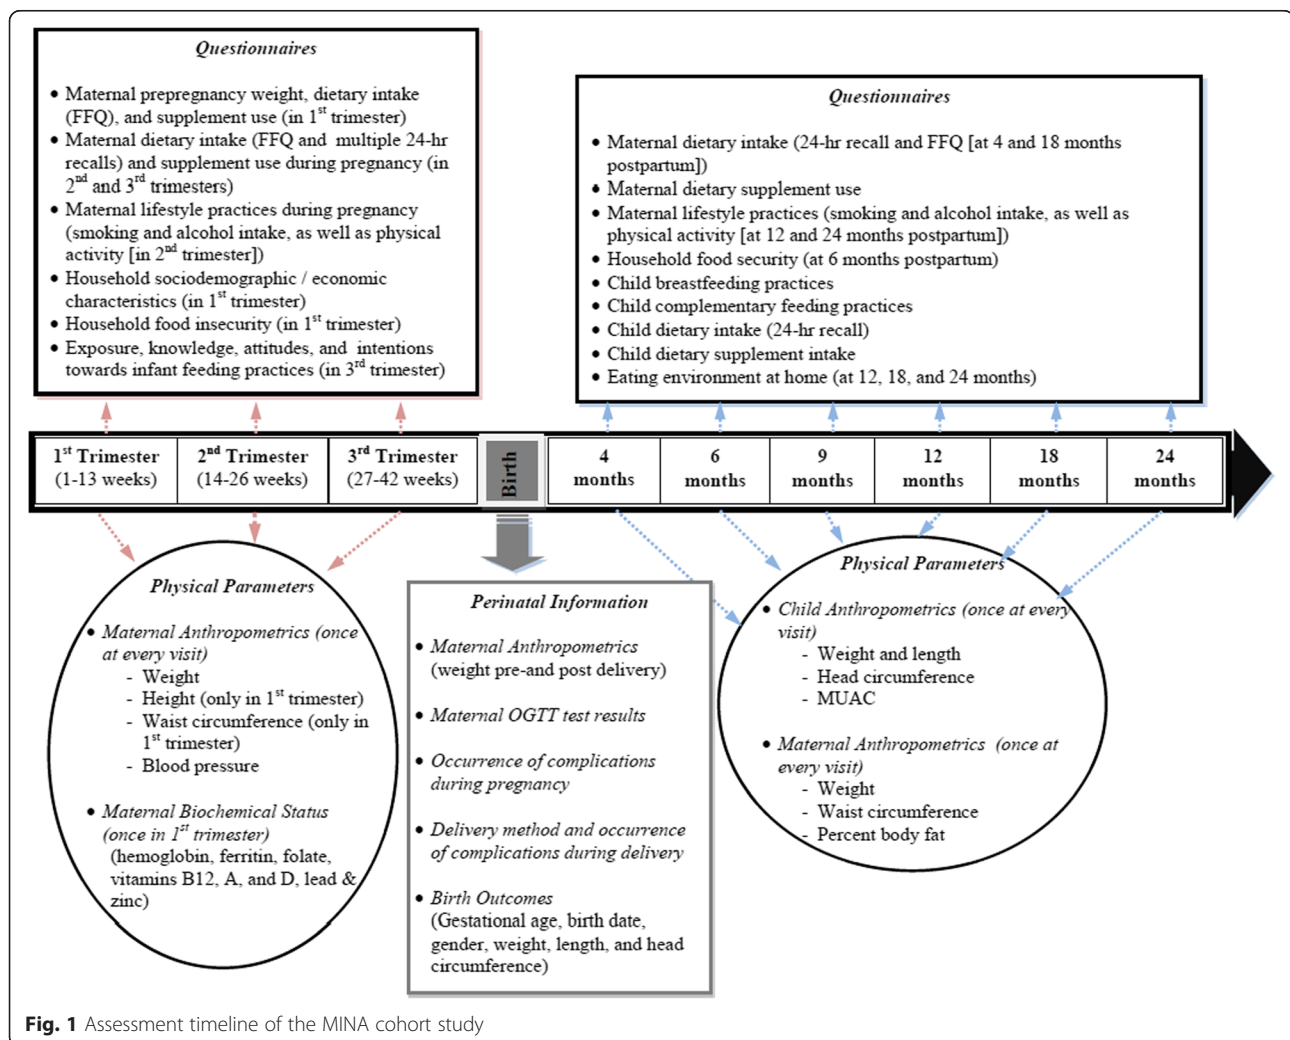 Questionnaires
• Maternal prepregnancy weight, dietary intake
(FFQ), and supplement use (in 1st trimester)
• Maternal dietary intake (FFQ and multiple 24-hr
recalls) and supplement use during pregnancy (in
2nd and 3rd trimesters)
• Maternal lifestyle practices during pregnancy
(smoking and alcohol intake, as well as physical
activity [in 2nd trimester])
• Household sociodemographic / economic
characteristics (in 1st trimester)
• Household food insecurity (in 1st trimester)
• Exposure, knowledge, attitudes, and intentions
towards infant feeding practices (in 3rd trimester)
Questionnaires
• Maternal dietary intake (24-hr recall and FFQ [at 4 and 18 months
postpartum])
• Maternal dietary supplement use
• Maternal lifestyle practices (smoking and alcohol intake, as well as
physical activity [at 12 and 24 months postpartum])
• Household food security (at 6 months postpartum)
• Child breastfeeding practices
• Child complementary feeding practices
• Child dietary intake (24-hr recall)
• Child dietary supplement intake
• Eating environment at home (at 12, 18, and 24 months)
1st Trimester
(1-13 weeks)
2nd Trimester
(14-26 weeks)
3rd Trimester
(27-42 weeks)
Birth
4
months
6
months
9
months
12
months
18
months
24
months
Physical Parameters
• Maternal Anthropometrics (once
at every visit)
- Weight
- Height (only in 1st trimester)
- Waist circumference (only in
1st trimester)
- Blood pressure
• Maternal Biochemical Status
(once in 1st trimester)
(hemoglobin, ferritin, folate,
vitamins B12, A, and D, lead &
zinc)
Perinatal Information
• Maternal Anthropometrics
(weight pre-and post delivery)
• Maternal OGTT test results
• Occurrence of complications
during pregnancy
• Delivery method and occurrence
of complications during delivery
• Birth Outcomes
(Gestational age, birth date,
gender, weight, length, and head
circumference)
Physical Parameters
• Child Anthropometrics (once at every
visit)
- Weight and length
- Head circumference
- MUAC
• Maternal Anthropometrics (once at
every visit)
- Weight
- Waist circumference
- Percent body fat
Fig. 1 Assessment timeline of the MINA cohort study